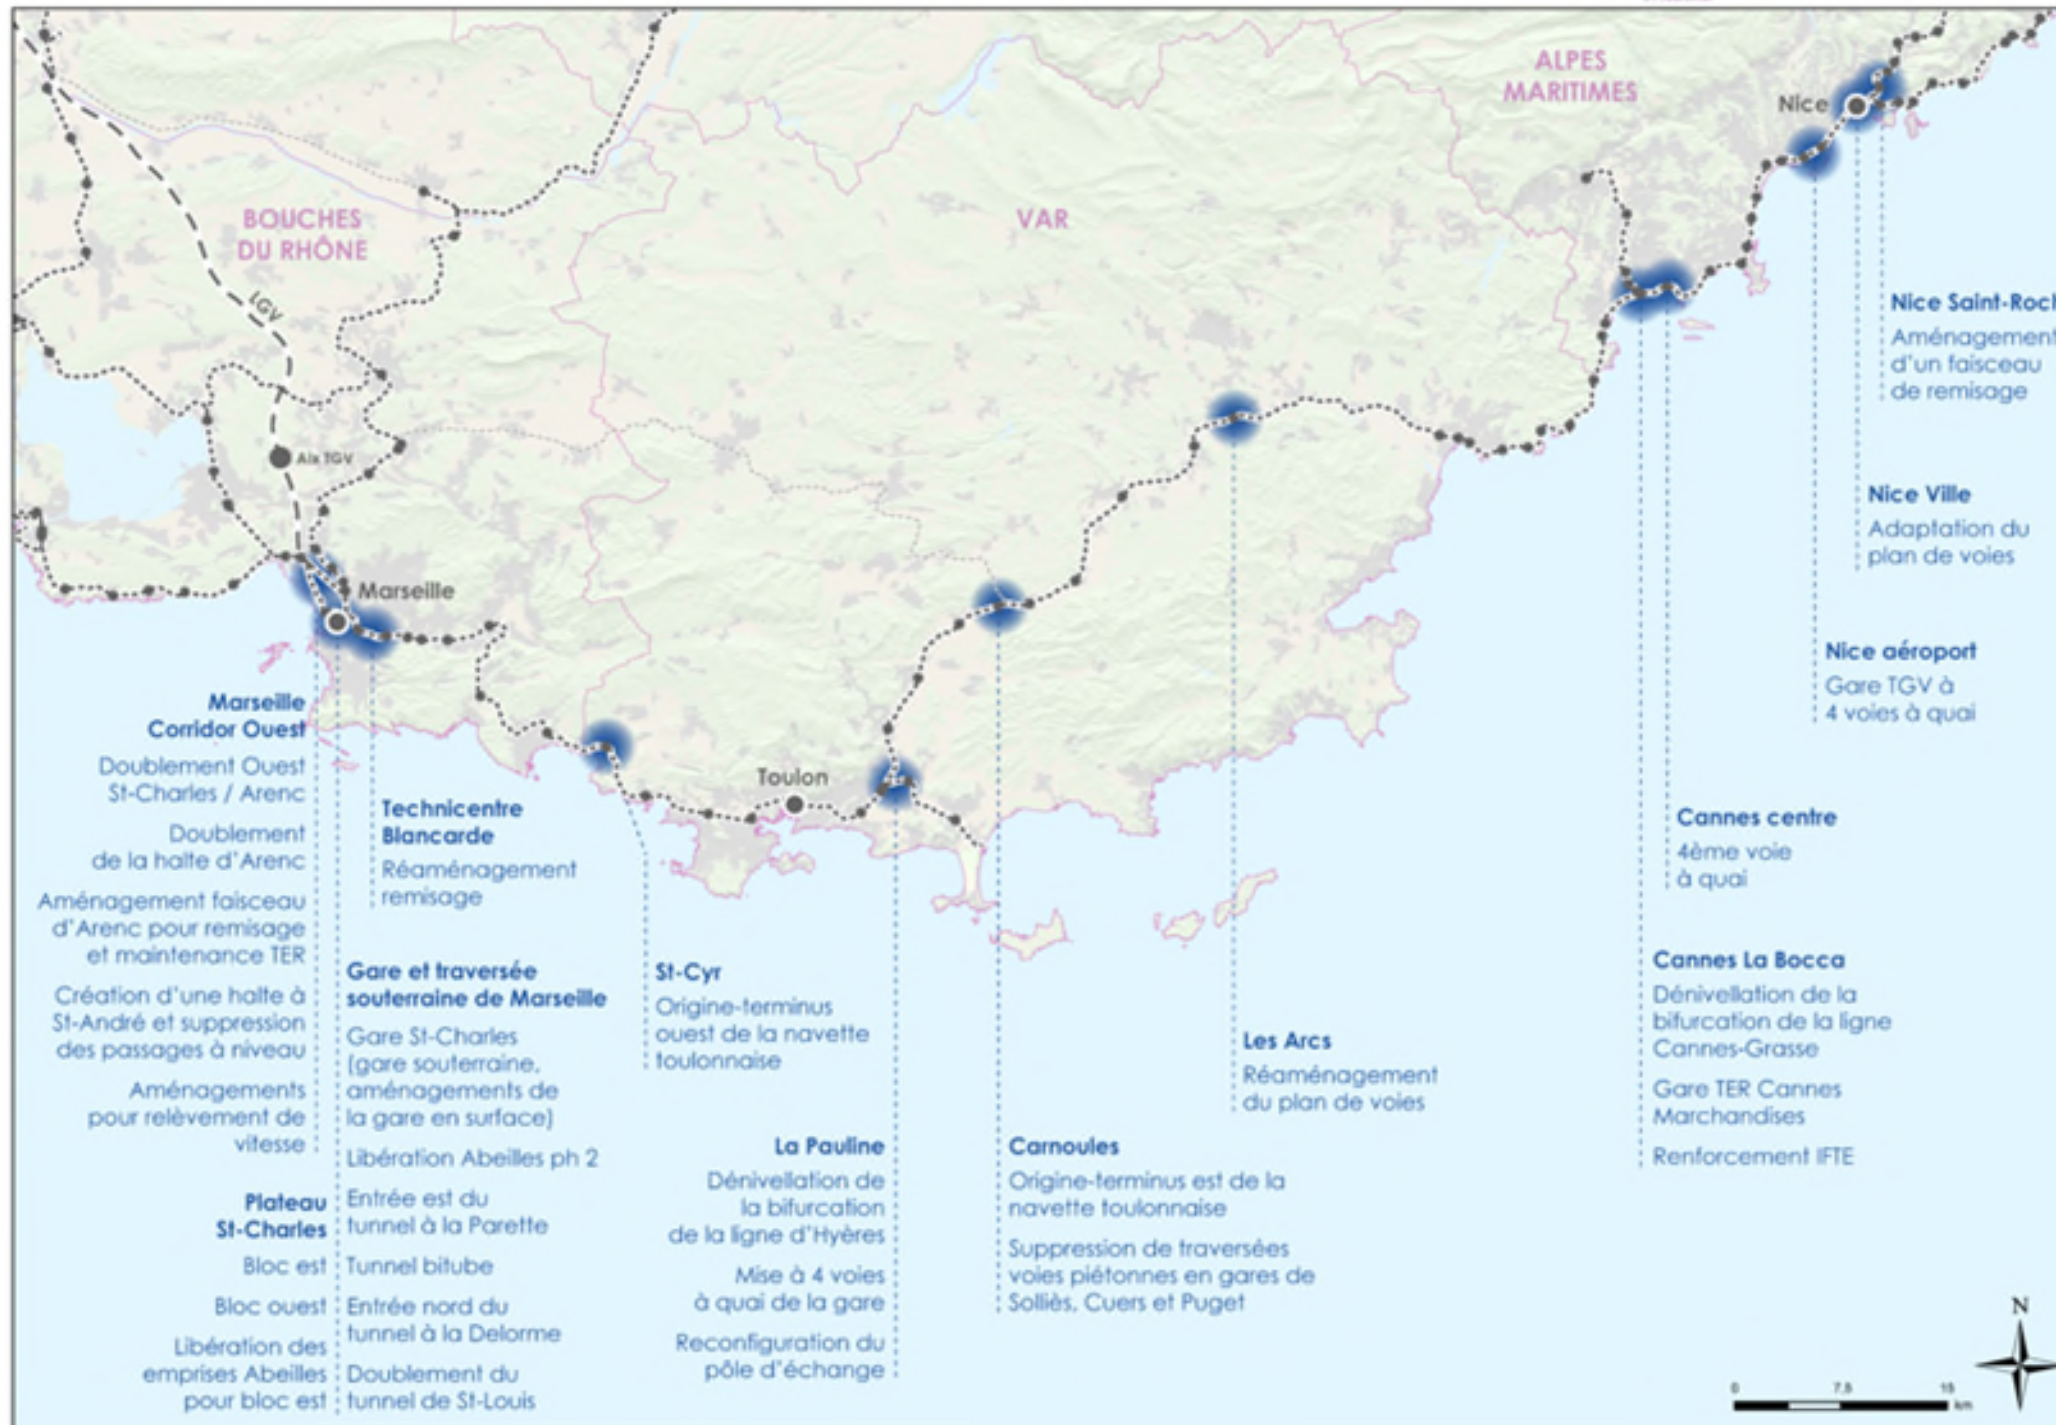 ALPES
MARITIMES
Nice
BOUCHES
DU RHÔNE
VAR
LGV
Aix TGV
Marseille
Toulon
Nice Saint-Roch
Aménagement
d'un faisceau
de remisage
Nice Ville
Adaptation du
plan de voies
Nice aéroport
Gare TGV à
4 voies à quai
Cannes centre
4ème voie
à quai
Cannes La Bocca
Dénivellation de la
bifurcation de la ligne
Cannes-Grasse
Gare TER Cannes
Marchandises
Renforcement IFTE
Les Arcs
Réaménagement
du plan de voies
Carnoules
Origine-terminus est de la
navette toulonnaise
Suppression de traversées
voies piétonnes en gares de
Solliès, Cuers et Puget
La Pauline
Dénivellation de
la bifurcation
de la ligne d'Hyères
Mise à 4 voies
à quai de la gare
Reconfiguration du
pôle d'échange
St-Cyr
Origine-terminus
ouest de la navette
toulonnaise
Technicentre
Blancarde
Réaménagement
remisage
Gare et traversée
souterraine de Marseille
Gare St-Charles
(gare souterraine,
aménagements de
la gare en surface)
Libération Abeilles ph 2
Entrée est du
tunnel à la Parette
Tunnel bitube
Entrée nord du
tunnel à la Delorme
Doublement du
tunnel de St-Louis
Marseille
Corridor Ouest
Doublement Ouest
St-Charles / Arenc
Doublement
de la halte d'Arenc
Aménagement faisceau
d'Arenc pour remisage
et maintenance TER
Création d'une halte à
St-André et suppression
des passages à niveau
Aménagements
pour relèvement de
vitesse
Plateau
St-Charles
Bloc est
Bloc ouest
Libération des
emprises Abeilles
pour bloc est
N
0 7,5 15
km